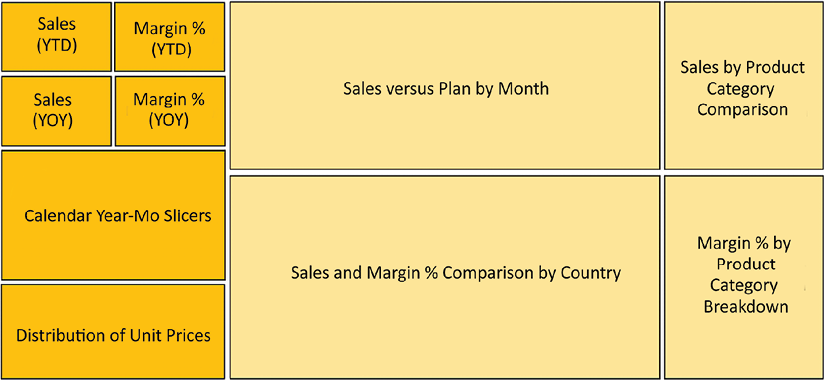 Sales
(YTD)
Margin %
(YTD)
Sales
(YOY)
Margin %
(YOY)
Calendar Year-Mo Slicers
Distribution of Unit Prices
Sales versus Plan by Month
Sales and Margin % Comparison by Country
Sales by Product
Category
Comparison
Margin % by
Product
Category
Breakdown